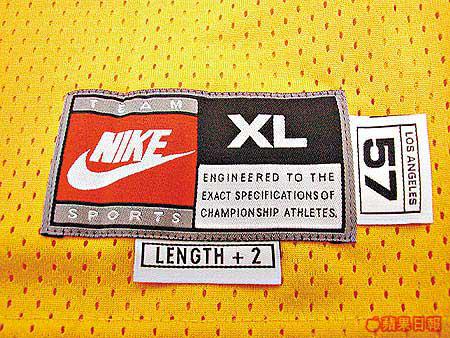 TEAM
NIKE
SPORTS
XL
ENGINEERED TO THE
EXACT SPECIFICATIONS OF
CHAMPIONSHIP ATHLETES.
LENGTH + 2
LOS ANGELES
57
蘋果日報